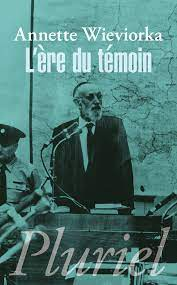 Annette Wieviorka
L'ère du témoin
Pluriel